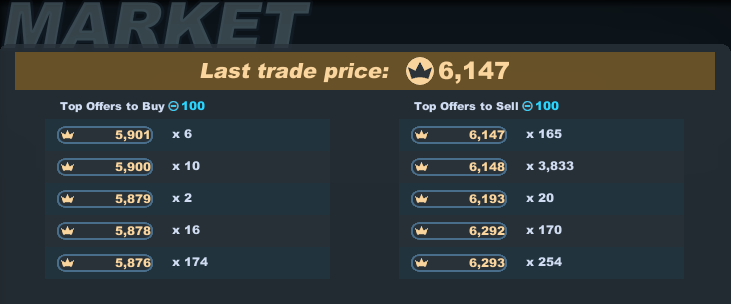 MARKET
Last trade price: 6,147
Top Offers to Buy 100
5,901 x 6
5,900 x 10
5,879 x 2
5,878 x 16
5,876 x 174
Top Offers to Sell 100
6,147 x 165
6,148 x 3,833
6,193 x 20
6,292 x 170
6,293 x 254